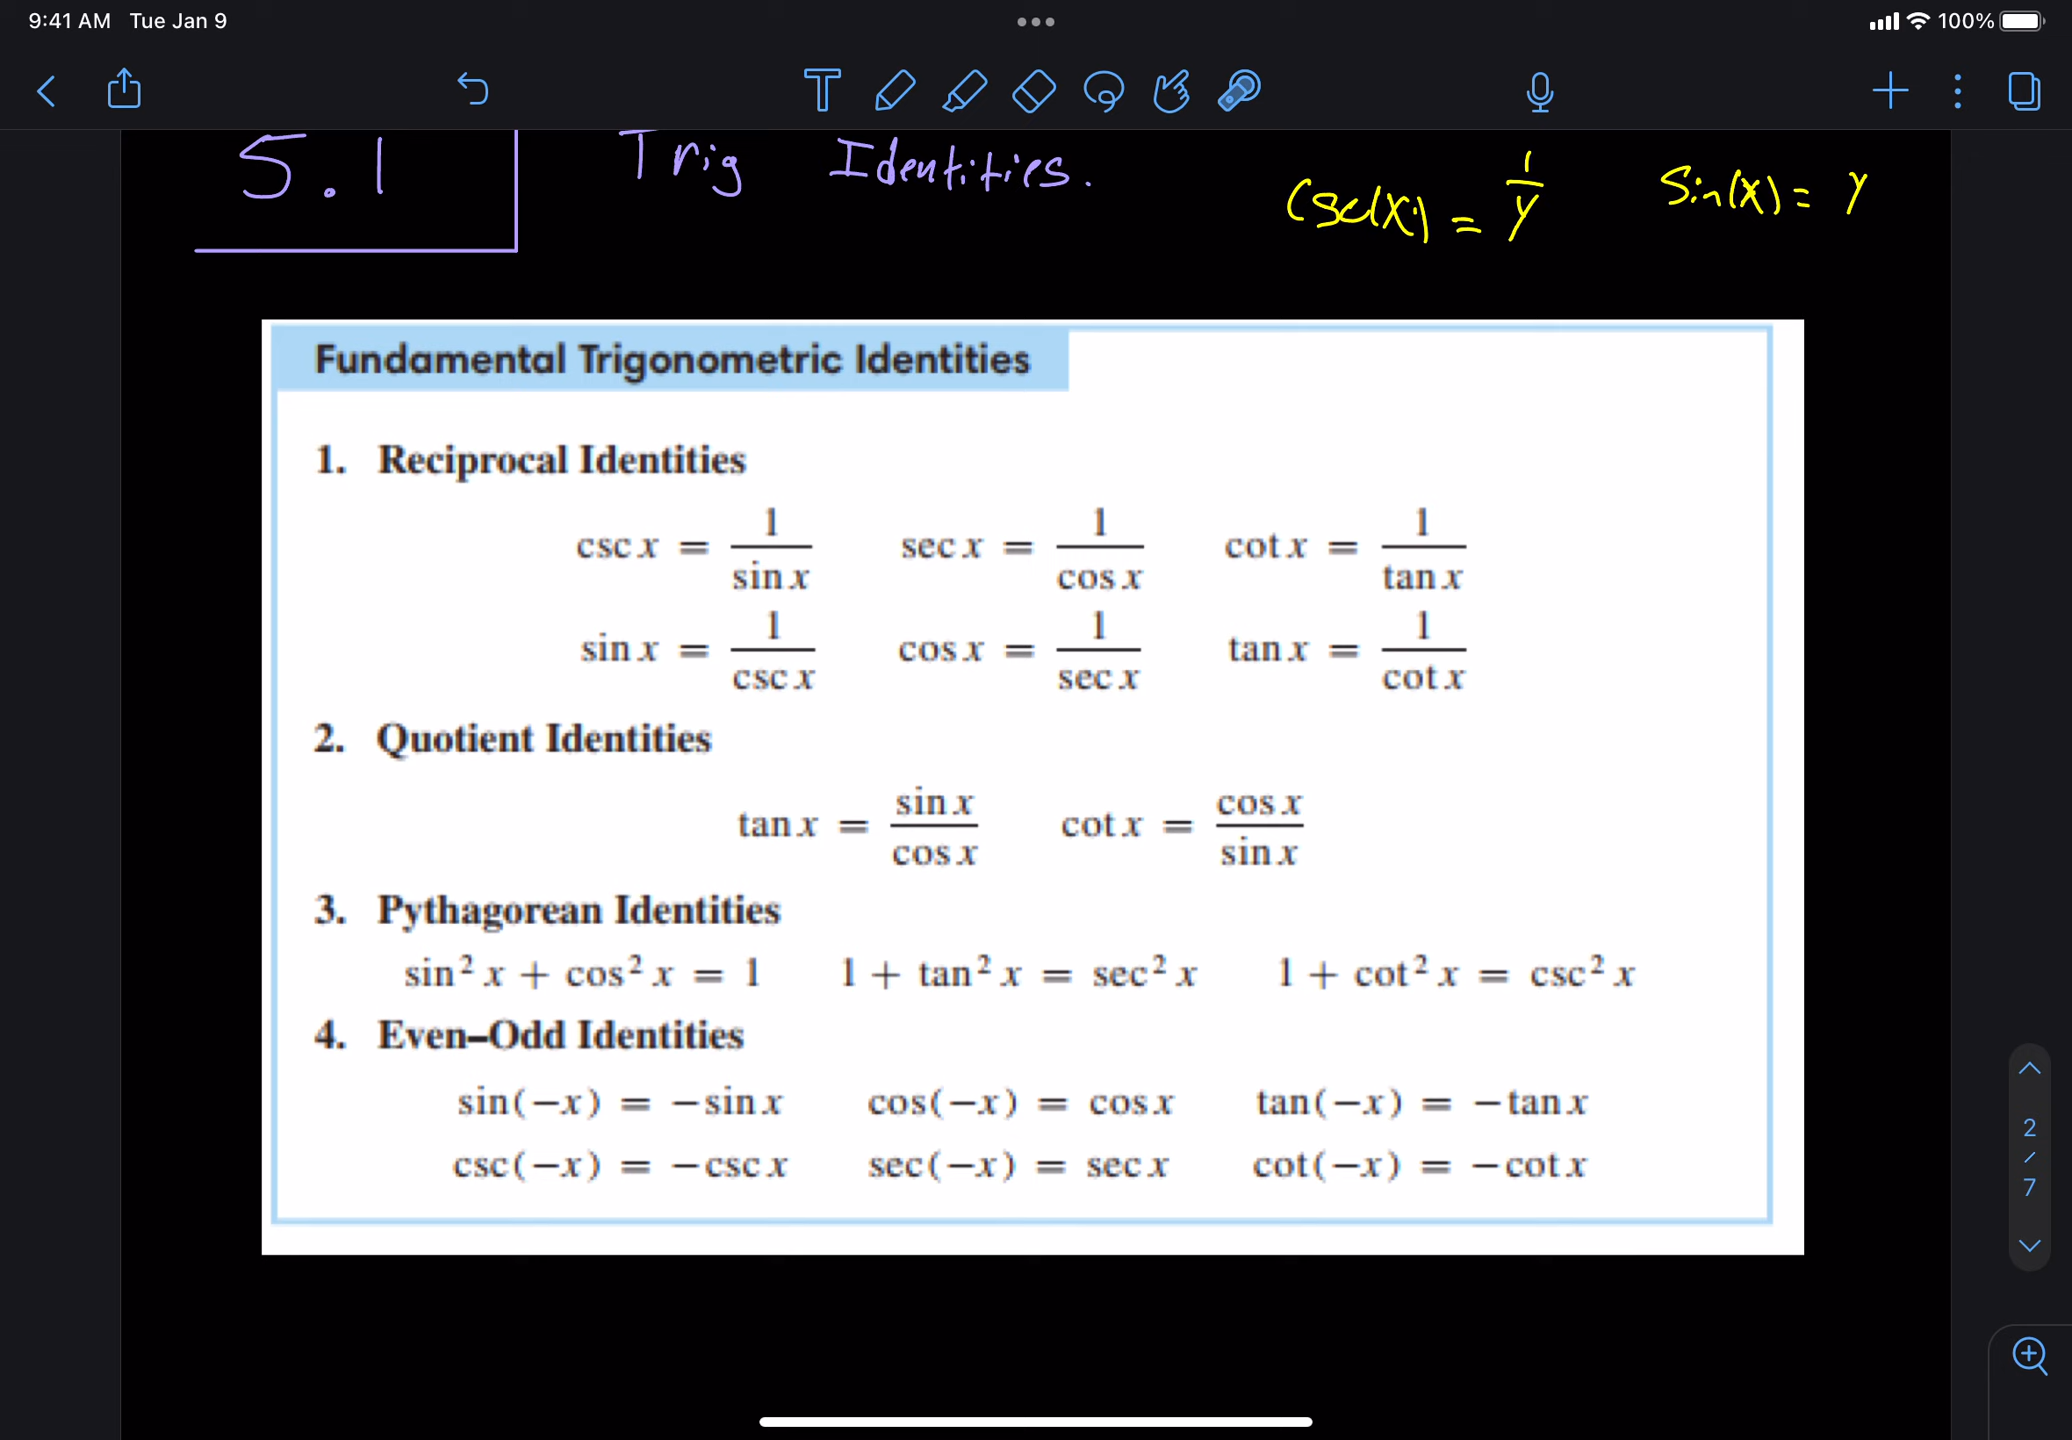 9:41 AM Tue Jan 9
100%
5.1 Trig Identities.
csc(x) = 1/y sin(x) = y
Fundamental Trigonometric Identities
1. Reciprocal Identities
csc x = 1/sin x sec x = 1/cos x cot x = 1/tan x
sin x = 1/csc x cos x = 1/sec x tan x = 1/cot x
2. Quotient Identities
tan x = sin x/cos x cot x = cos x/sin x
3. Pythagorean Identities
sin² x + cos² x = 1 1 + tan² x = sec² x 1 + cot² x = csc² x
4. Even–Odd Identities
sin(−x) = −sin x cos(−x) = cos x tan(−x) = −tan x
csc(−x) = −csc x sec(−x) = sec x cot(−x) = −cot x
2
/
7